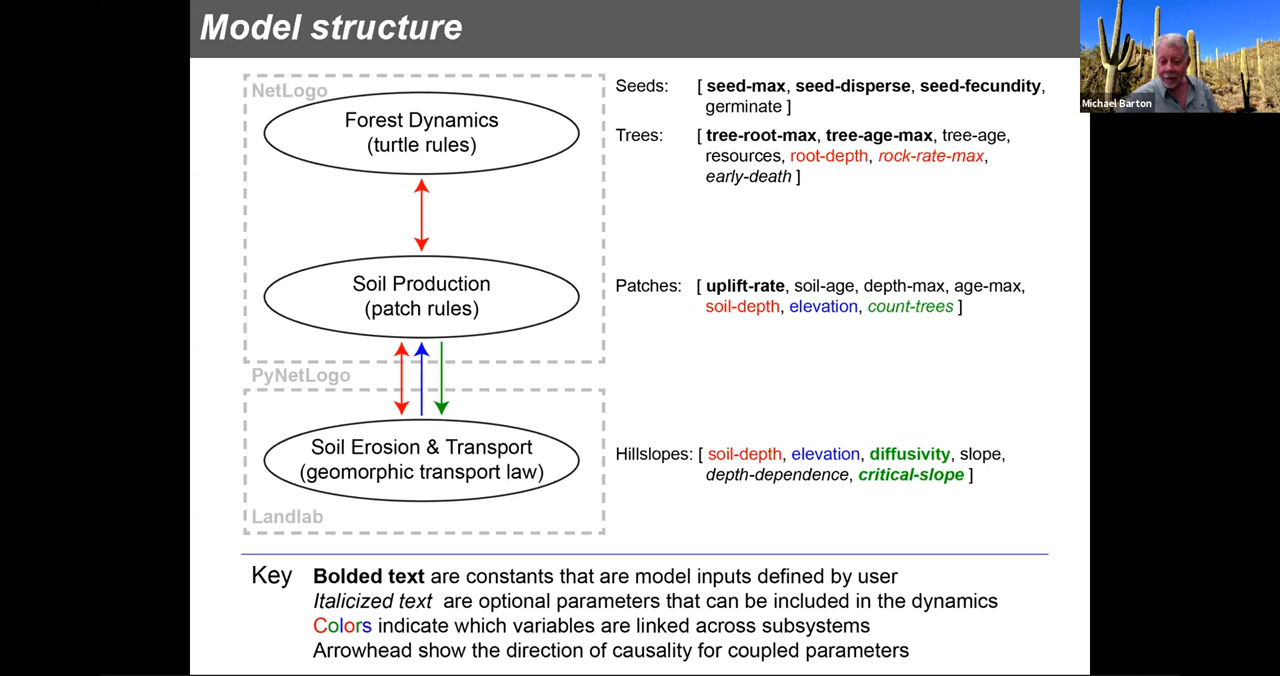 Model structure
Michael Barton
NetLogo
Forest Dynamics
(turtle rules)
Seeds: [ seed-max, seed-disperse, seed-fecundity,
germinate ]
Trees: [ tree-root-max, tree-age-max, tree-age,
resources, root-depth, rock-rate-max,
early-death ]
Soil Production
(patch rules)
Patches: [ uplift-rate, soil-age, depth-max, age-max,
soil-depth, elevation, count-trees ]
PyNetLogo
Soil Erosion & Transport
(geomorphic transport law)
Hillslopes: [ soil-depth, elevation, diffusivity, slope,
depth-dependence, critical-slope ]
Landlab
Key
Bolded text are constants that are model inputs defined by user
Italicized text are optional parameters that can be included in the dynamics
Colors indicate which variables are linked across subsystems
Arrowhead show the direction of causality for coupled parameters